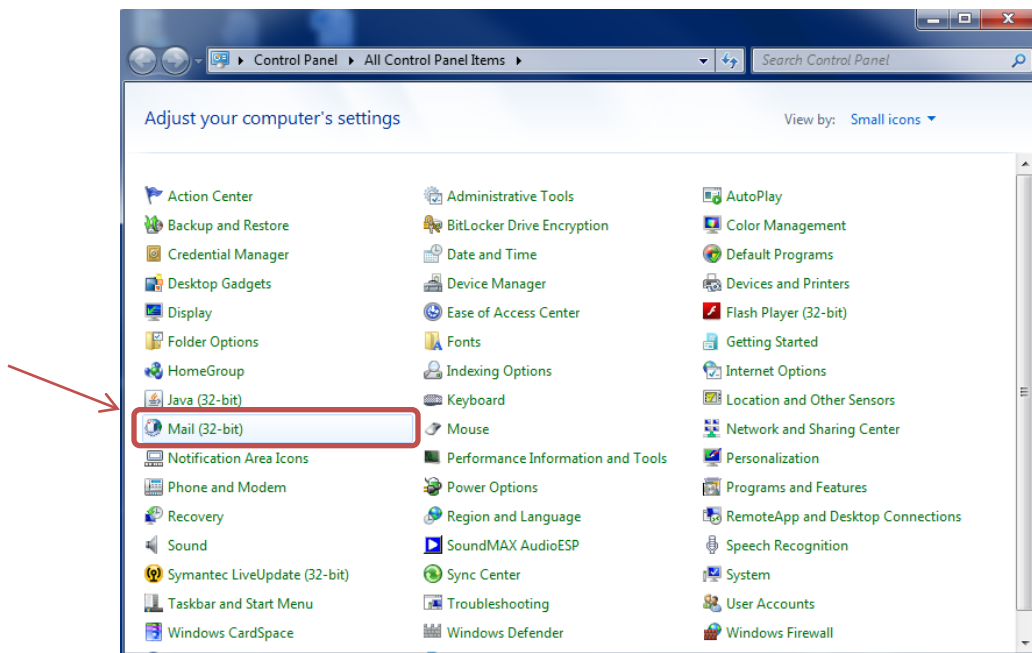 Control Panel All Control Panel Items Search Control Panel
Adjust your computer's settings View by: Small icons
Action Center Administrative Tools AutoPlay
Backup and Restore BitLocker Drive Encryption Color Management
Credential Manager Date and Time Default Programs
Desktop Gadgets Device Manager Devices and Printers
Display Ease of Access Center Flash Player (32-bit)
Folder Options Fonts Getting Started
HomeGroup Indexing Options Internet Options
Java (32-bit) Keyboard Location and Other Sensors
Mail (32-bit) Mouse Network and Sharing Center
Notification Area Icons Performance Information and Tools Personalization
Phone and Modem Power Options Programs and Features
Recovery Region and Language RemoteApp and Desktop Connections
Sound SoundMAX AudioESP Speech Recognition
Symantec LiveUpdate (32-bit) Sync Center System
Taskbar and Start Menu Troubleshooting User Accounts
Windows CardSpace Windows Defender Windows Firewall